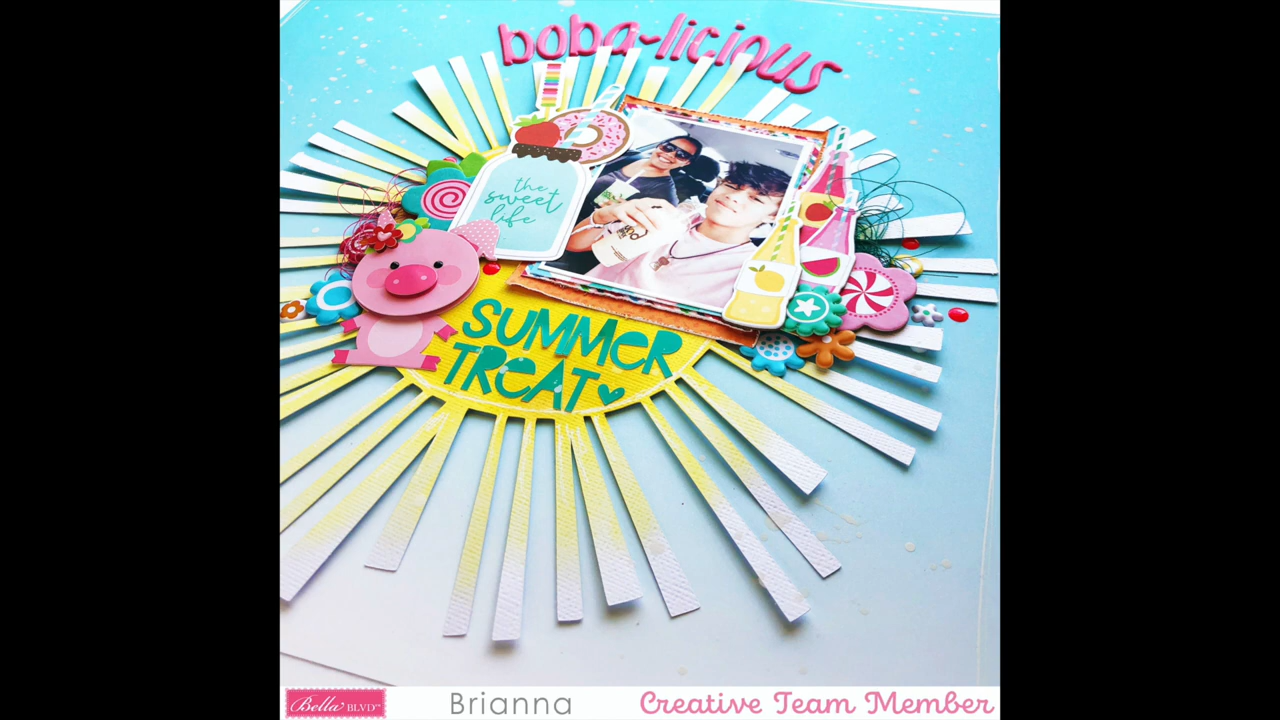 boba-licious
the
sweet
life
SUMMER
TREAT
Bella BLVD
Brianna
Creative Team Member